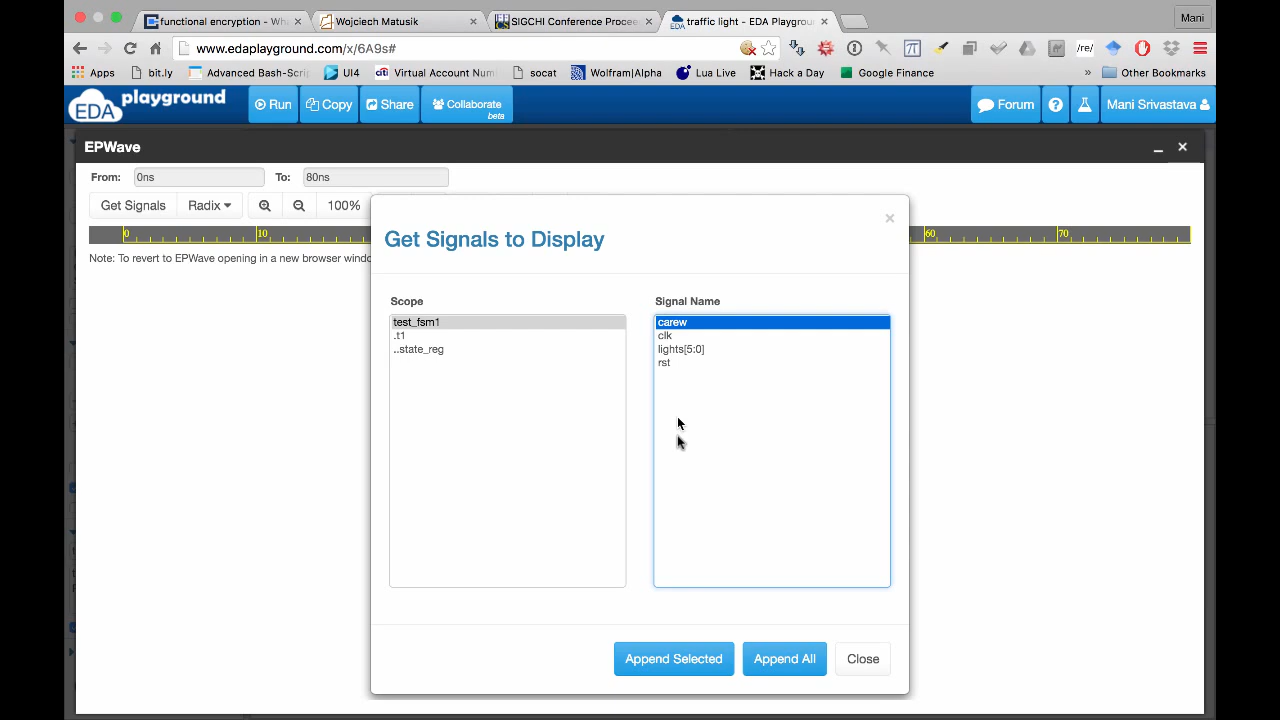 functional encryption - Wha
Wojciech Matusik
SIGCHI Conference Procee
traffic light - EDA Playgroun
Mani
www.edaplayground.com/x/6A9s#
/re/
Apps
bit.ly
Advanced Bash-Scrip
UI4
Virtual Account Num
socat
Wolfram|Alpha
Lua Live
Hack a Day
Google Finance
»
Other Bookmarks
EDA playground
Run
Copy
Share
Collaborate
beta
Forum
?
Mani Srivastava
EPWave
From:
0ns
To:
80ns
Get Signals
Radix
100%
0
10
60
70
Note: To revert to EPWave opening in a new browser windo
Get Signals to Display
Scope
Signal Name
test_fsm1
.t1
..state_reg
carew
clk
lights[5:0]
rst
Append Selected
Append All
Close